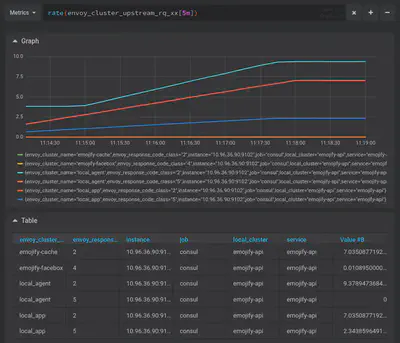 Metrics rate(envoy_cluster_upstream_rq_xx[5m])
Graph
10.0
7.5
5.0
2.5
0
11:14:30 11:15:00 11:15:30 11:16:00 11:16:30 11:17:00 11:17:30 11:18:00 11:18:30 11:19:00
{envoy_cluster_name="emojify-cache",envoy_response_code_class="2",instance="10.96.36.90:9102",job="consul",local_cluster="emojify-api",service="emojify-
{envoy_cluster_name="emojify-facebox",envoy_response_code_class="4",instance="10.96.36.90:9102",job="consul",local_cluster="emojify-api",service="emojif
{envoy_cluster_name="local_agent",envoy_response_code_class="2",instance="10.96.36.90:9102",job="consul",local_cluster="emojify-api",service="emojify-api"}
{envoy_cluster_name="local_agent",envoy_response_code_class="5",instance="10.96.36.90:9102",job="consul",local_cluster="emojify-api",service="emojify-api"}
{envoy_cluster_name="local_app",envoy_response_code_class="2",instance="10.96.36.90:9102",job="consul",local_cluster="emojify-api",service="emojify-api"}
{envoy_cluster_name="local_app",envoy_response_code_class="5",instance="10.96.36.90:9102",job="consul",local_cluster="emojify-api",service="emojify-api"}
Table
envoy_cluster_... envoy_respons... instance job local_cluster service Value #B
emojify-cache 2 10.96.36.90:91... consul emojify-api emojify-api 7.0350877192...
emojify-facebox 4 10.96.36.90:91... consul emojify-api emojify-api 0.0108950000...
local_agent 2 10.96.36.90:91... consul emojify-api emojify-api 9.3789473684...
local_agent 5 10.96.36.90:91... consul emojify-api emojify-api 0
local_app 2 10.96.36.90:91... consul emojify-api emojify-api 7.0350877192...
local_app 5 10.96.36.90:91... consul emojify-api emojify-api 2.3438596491...